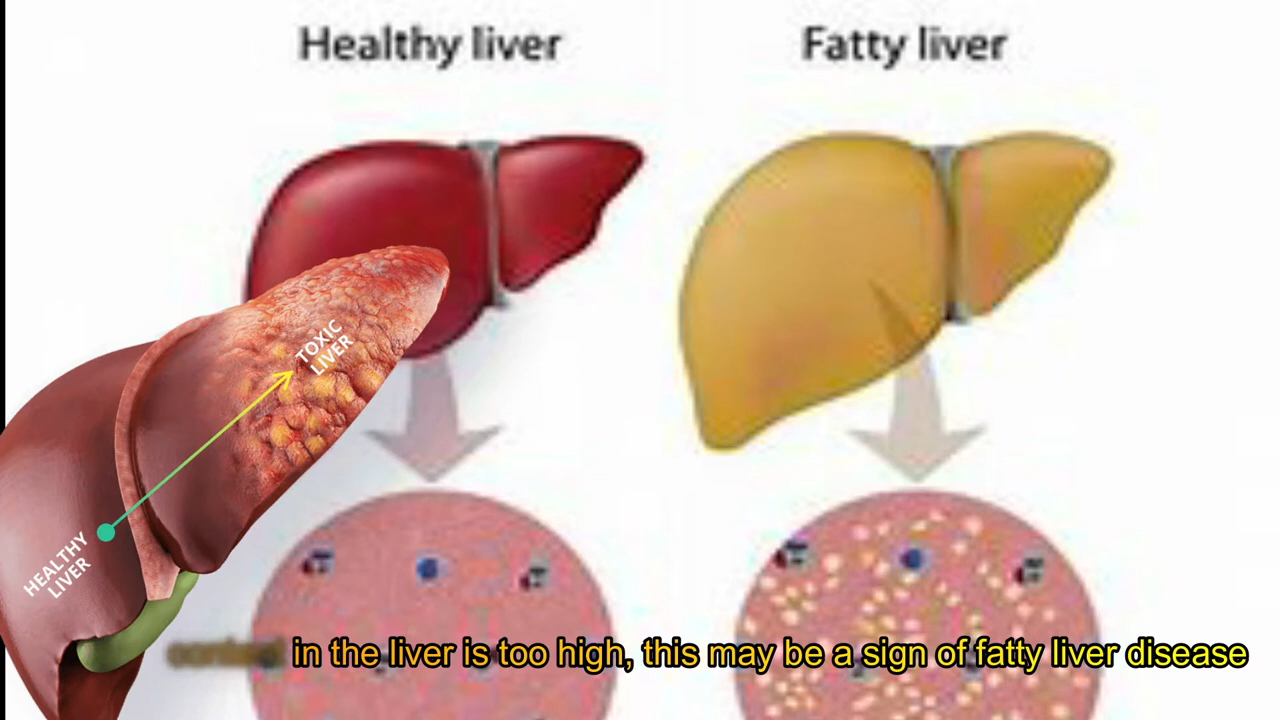 Healthy liver
Fatty liver
TOXIC
LIVER
HEALTHY
LIVER
in the liver is too high, this may be a sign of fatty liver disease